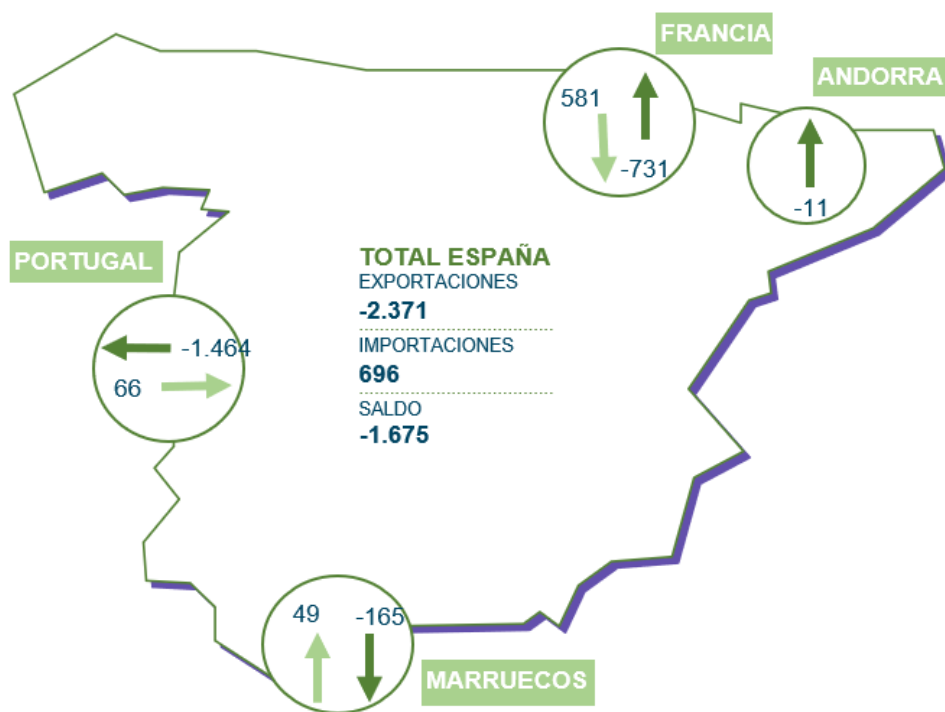 FRANCIA
581
-731
ANDORRA
-11
PORTUGAL
-1.464
66
TOTAL ESPAÑA
EXPORTACIONES
-2.371
IMPORTACIONES
696
SALDO
-1.675
49
-165
MARRUECOS